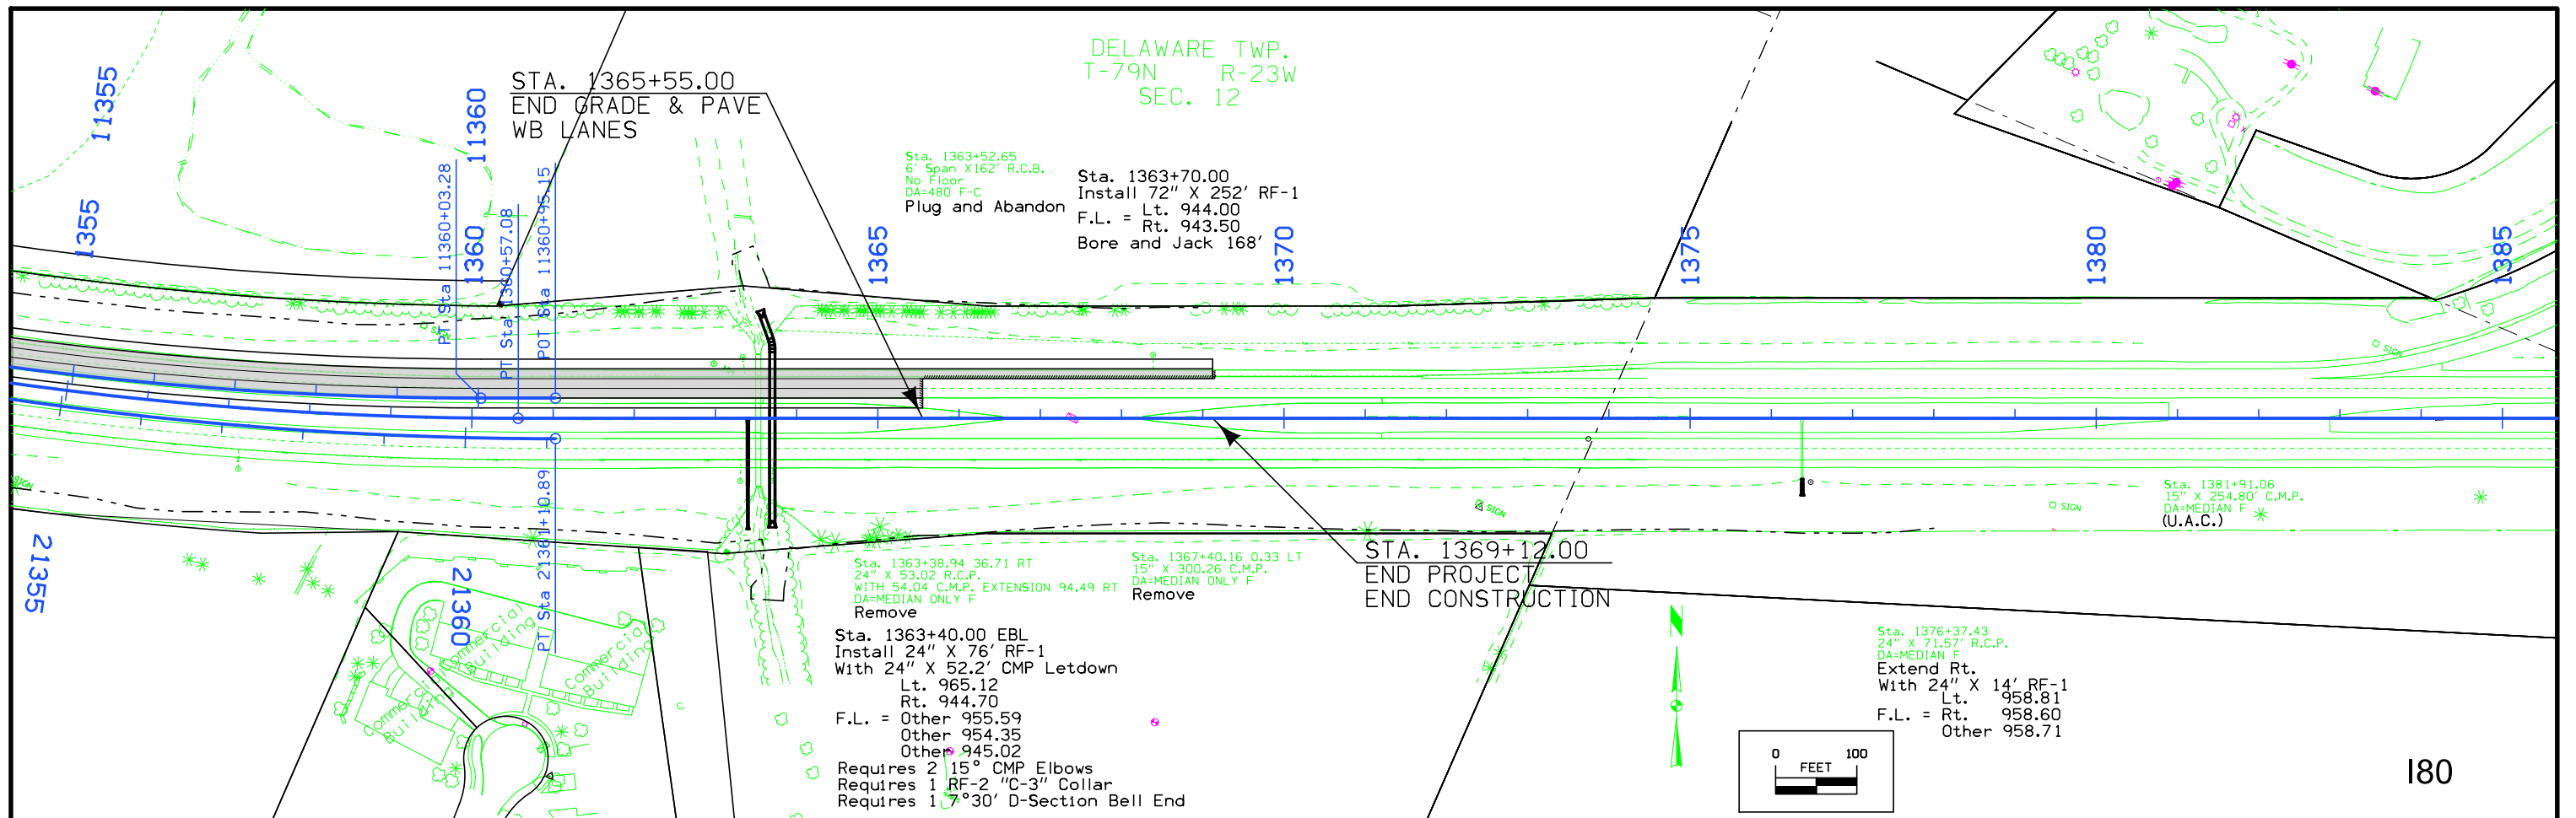 DELAWARE TWP.
T-79N R-23W
SEC. 12
STA. 1365+55.00
END GRADE & PAVE
WB LANES
11355
1355
11360
1360
PT Sta 11360+03.28
PT Sta 1360+57.08
POT Sta 11360+95.15
Sta. 1363+52.65
6' Span X162' R.C.B.
No Floor
DA=480 F-C
Plug and Abandon
Sta. 1363+70.00
Install 72" X 252' RF-1
F.L. = Lt. 944.00
Rt. 943.50
Bore and Jack 168'
1365
1370
1375
1380
1385
SIGN
SIGN
SIGN
SIGN
SIGN
21355
21360
PT Sta 21361+10.89
Commercial
Building
Commercial
Building
Commercial
Building
Sta. 1363+38.94 36.71 RT
24" X 53.02 R.C.P.
WITH 54.04 C.M.P. EXTENSION 94.49 RT
DA=MEDIAN ONLY F
Remove
Sta. 1363+40.00 EBL
Install 24" X 76' RF-1
With 24" X 52.2' CMP Letdown
Lt. 965.12
Rt. 944.70
F.L. = Other 955.59
Other 954.35
Other 945.02
Requires 2 15° CMP Elbows
Requires 1 RF-2 "C-3" Collar
Requires 1 7°30' D-Section Bell End
Sta. 1367+40.16 0.33 LT
15" X 300.26 C.M.P.
DA=MEDIAN ONLY F
Remove
STA. 1369+12.00
END PROJECT
END CONSTRUCTION
Sta. 1381+91.06
15" X 254.80' C.M.P.
DA=MEDIAN F
(U.A.C.)
Sta. 1376+37.43
24" X 71.57' R.C.P.
DA=MEDIAN F
Extend Rt.
With 24" X 14' RF-1
Lt. 958.81
F.L. = Rt. 958.60
Other 958.71
0 100
FEET
I80